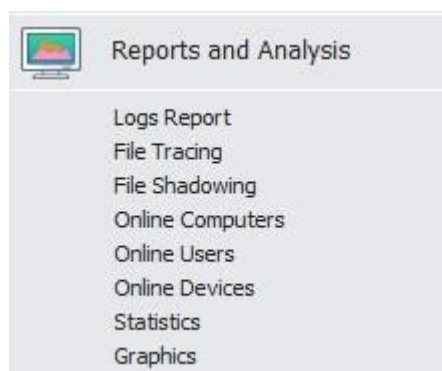 Reports and Analysis
Logs Report
File Tracing
File Shadowing
Online Computers
Online Users
Online Devices
Statistics
Graphics